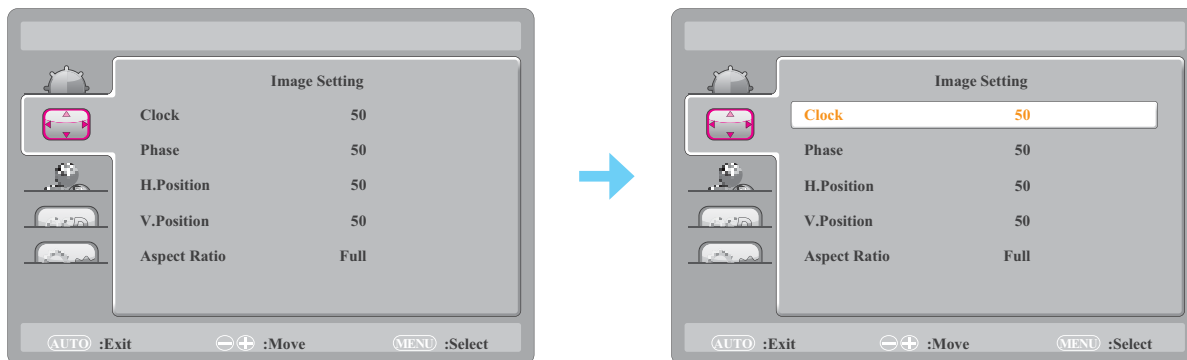 Image Setting
Clock 50
Phase 50
H.Position 50
V.Position 50
Aspect Ratio Full
AUTO :Exit :Move MENU :Select
Image Setting
Clock 50
Phase 50
H.Position 50
V.Position 50
Aspect Ratio Full
AUTO :Exit :Move MENU :Select